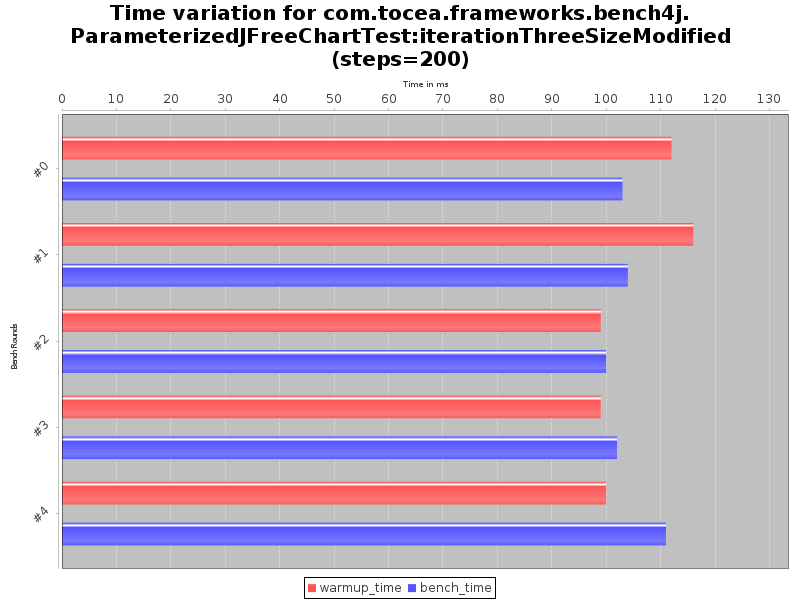 Time variation for com.tocea.frameworks.bench4j.
ParameterizedJFreeChartTest:iterationThreeSizeModified
(steps=200)
Time in ms
0 10 20 30 40 50 60 70 80 90 100 110 120 130
Bench Rounds
#0
#1
#2
#3
#4
warmup_time bench_time